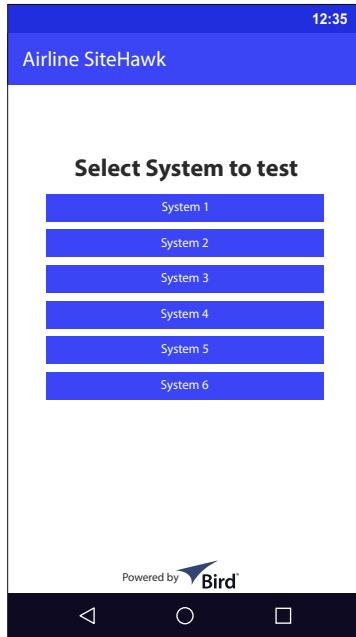 12:35
Airline SiteHawk
Select System to test
System 1
System 2
System 3
System 4
System 5
System 6
Powered by Bird